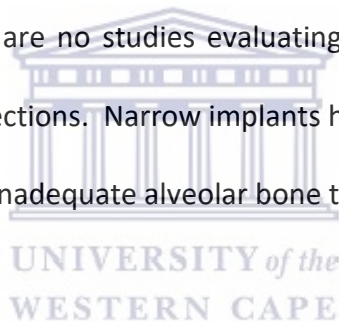 are no studies evaluating
ections.  Narrow implants h
nadequate alveolar bone t
UNIVERSITY of the
WESTERN CAPE